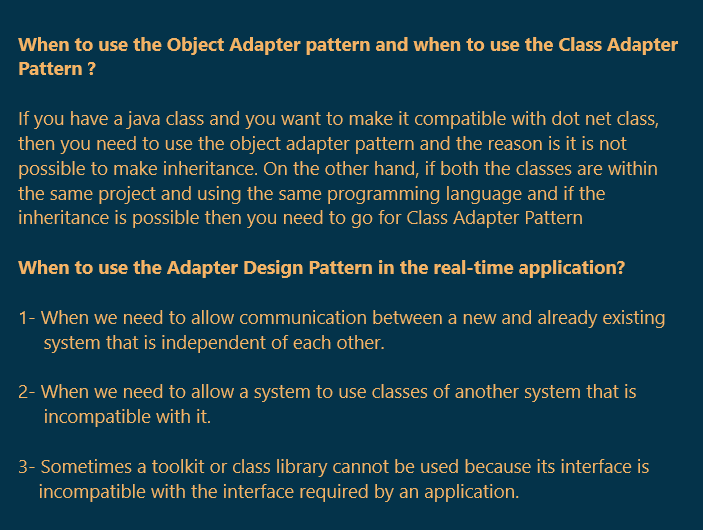 When to use the Object Adapter pattern and when to use the Class Adapter
Pattern ?
If you have a java class and you want to make it compatible with dot net class,
then you need to use the object adapter pattern and the reason is it is not
possible to make inheritance. On the other hand, if both the classes are within
the same project and using the same programming language and if the
inheritance is possible then you need to go for Class Adapter Pattern
When to use the Adapter Design Pattern in the real-time application?
1- When we need to allow communication between a new and already existing
system that is independent of each other.
2- When we need to allow a system to use classes of another system that is
incompatible with it.
3- Sometimes a toolkit or class library cannot be used because its interface is
incompatible with the interface required by an application.